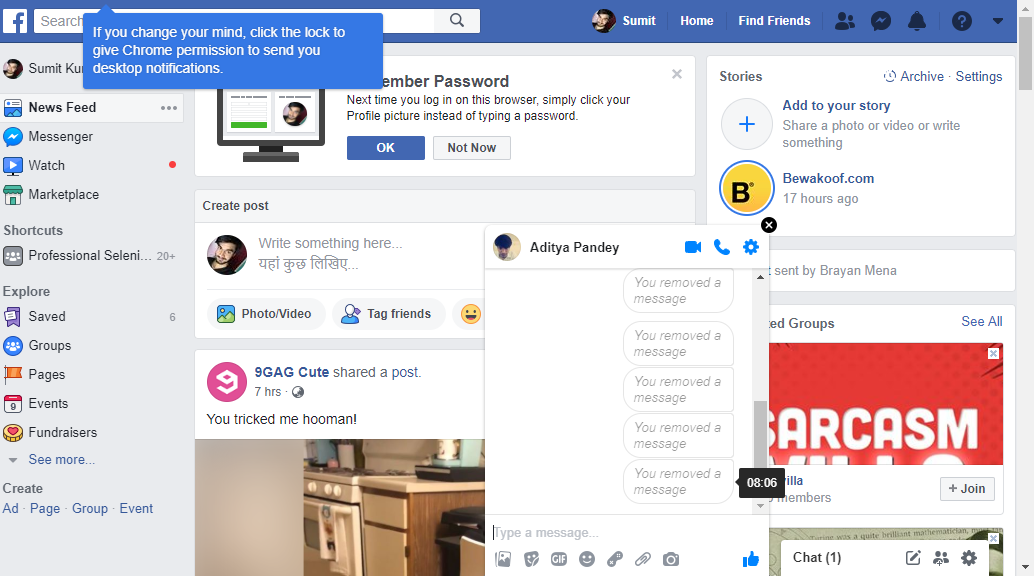 Search
Sumit
Home
Find Friends
If you change your mind, click the lock to
give Chrome permission to send you
desktop notifications.
Sumit Ku
News Feed
Messenger
Watch
Marketplace
Shortcuts
Professional Seleni... 20+
Explore
Saved 6
Groups
Pages
9
Events
Fundraisers
See more...
Create
Ad · Page · Group · Event
ember Password
Next time you log in on this browser, simply click your
Profile picture instead of typing a password.
OK
Not Now
Create post
Write something here...
यहां कुछ लिखिए...
Photo/Video
Tag friends
9GAG Cute shared a post.
7 hrs ·
You tricked me hooman!
Stories
Archive · Settings
Add to your story
Share a photo or video or write
something
B
Bewakoof.com
17 hours ago
sent by Brayan Mena
ted Groups
See All
SARCASM
villa
members
+ Join
Aditya Pandey
You removed a
message
You removed a
message
You removed a
message
You removed a
message
You removed a
message
08:06
Type a message...
GIF
Chat (1)